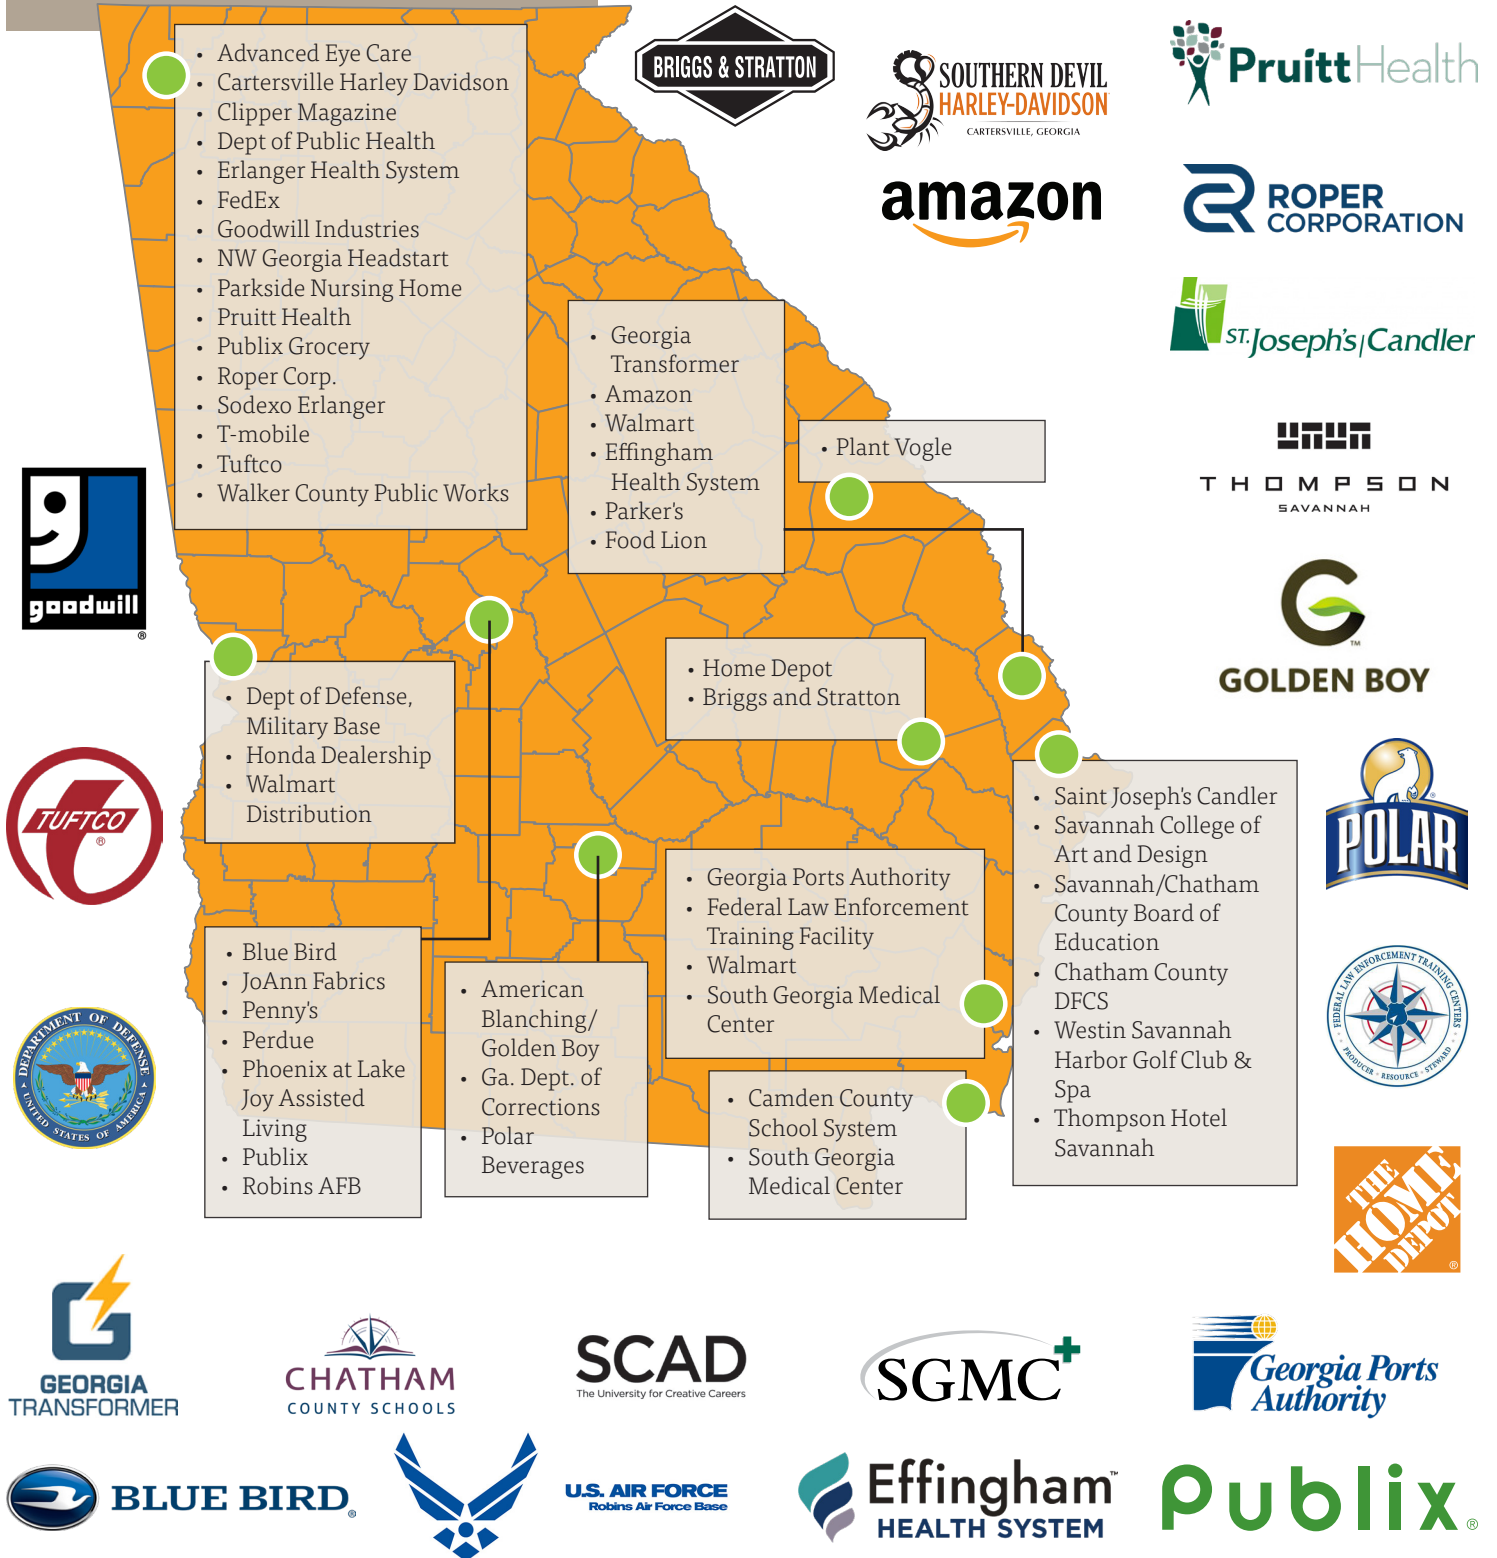 • Advanced Eye Care
• Cartersville Harley Davidson
• Clipper Magazine
• Dept of Public Health
• Erlanger Health System
• FedEx
• Goodwill Industries
• NW Georgia Headstart
• Parkside Nursing Home
• Pruitt Health
• Publix Grocery
• Roper Corp.
• Sodexo Erlanger
• T-mobile
• Tuftco
• Walker County Public Works
BRIGGS & STRATTON
SOUTHERN DEVIL
HARLEY-DAVIDSON
CARTERSVILLE, GEORGIA
PruittHealth
amazon
ROPER
CORPORATION
ST. Joseph's/Candler
• Georgia
Transformer
• Amazon
• Walmart
• Effingham
Health System
• Parker's
• Food Lion
• Plant Vogle
THOMPSON
SAVANNAH
goodwill
®
GOLDEN BOY
TM
• Dept of Defense,
Military Base
• Honda Dealership
• Walmart
Distribution
• Home Depot
• Briggs and Stratton
TUFTCO
®
POLAR
®
• Saint Joseph's Candler
• Savannah College of
Art and Design
• Savannah/Chatham
County Board of
Education
• Chatham County
DFCS
• Westin Savannah
Harbor Golf Club &
Spa
• Thompson Hotel
Savannah
• Georgia Ports Authority
• Federal Law Enforcement
Training Facility
• Walmart
• South Georgia Medical
Center
• Blue Bird
• JoAnn Fabrics
• Penny's
• Perdue
• Phoenix at Lake
Joy Assisted
Living
• Publix
• Robins AFB
• American
Blanching/
Golden Boy
• Ga. Dept. of
Corrections
• Polar
Beverages
• Camden County
School System
• South Georgia
Medical Center
DEPARTMENT OF DEFENSE
UNITED STATES OF AMERICA
FEDERAL LAW ENFORCEMENT TRAINING CENTERS
PRODUCER • RESOURCE • STEWARD
THE
HOME
DEPOT
®
GEORGIA
TRANSFORMER
CHATHAM
COUNTY SCHOOLS
SCAD
The University for Creative Careers
SGMC
Georgia Ports
Authority
BLUE BIRD®
U.S. AIR FORCE
Robins Air Force Base
Effingham™
HEALTH SYSTEM
Publix®